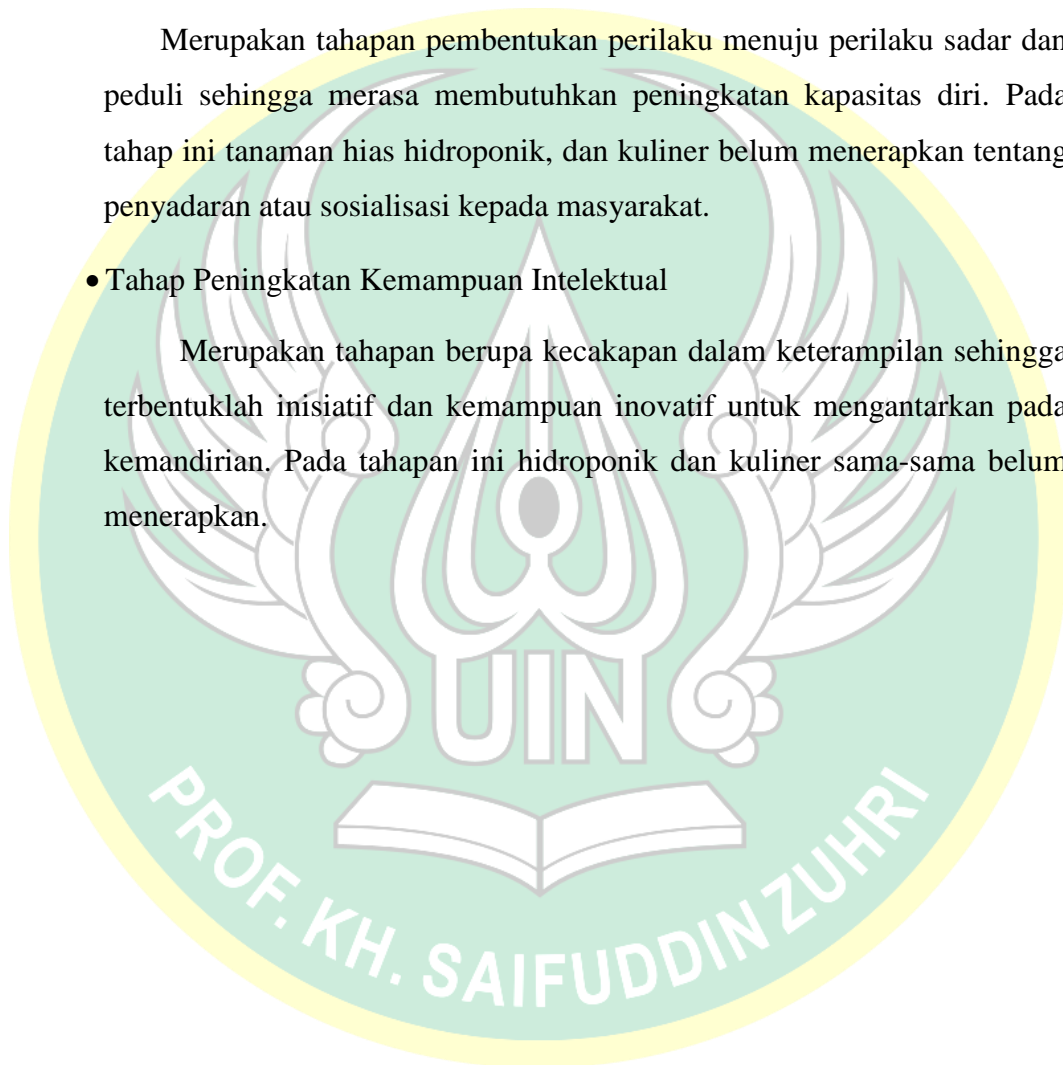 Merupakan tahapan pembentukan perilaku menuju perilaku sadar dan
peduli sehingga merasa membutuhkan peningkatan kapasitas diri. Pada
tahap ini tanaman hias hidroponik, dan kuliner belum menerapkan tentang
penyadaran atau sosialisasi kepada masyarakat.
• Tahap Peningkatan Kemampuan Intelektual
Merupakan tahapan berupa kecakapan dalam keterampilan sehingga
terbentuklah inisiatif dan kemampuan inovatif untuk mengantarkan pada
kemandirian. Pada tahapan ini hidroponik dan kuliner sama-sama belum
menerapkan.
UIN
PROF. KH. SAIFUDDIN ZUHRI